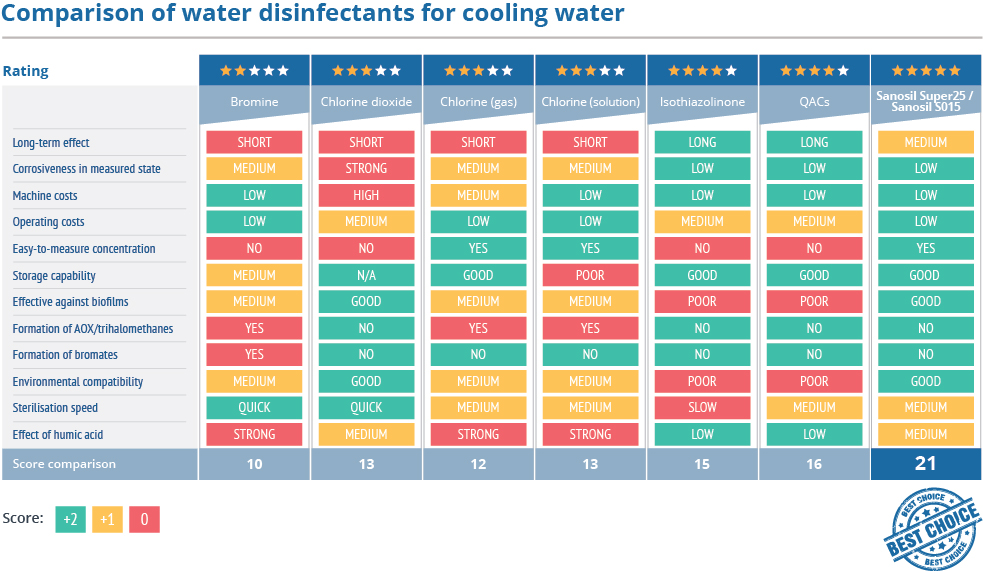 Comparison of water disinfectants for cooling water
Rating
Bromine Chlorine dioxide Chlorine (gas) Chlorine (solution) Isothiazolinone QACs Sanosil Super25 /
Sanosil S015
Long-term effect SHORT SHORT SHORT SHORT LONG LONG MEDIUM
Corrosiveness in measured state MEDIUM STRONG MEDIUM MEDIUM LOW LOW LOW
Machine costs LOW HIGH MEDIUM LOW LOW LOW LOW
Operating costs LOW MEDIUM LOW LOW MEDIUM MEDIUM LOW
Easy-to-measure concentration NO NO YES YES NO NO YES
Storage capability MEDIUM N/A GOOD POOR GOOD GOOD GOOD
Effective against biofilms MEDIUM GOOD MEDIUM MEDIUM POOR POOR GOOD
Formation of AOX/trihalomethanes YES NO YES YES NO NO NO
Formation of bromates YES NO NO NO NO NO NO
Environmental compatibility MEDIUM GOOD MEDIUM MEDIUM POOR POOR GOOD
Sterilisation speed QUICK QUICK MEDIUM MEDIUM SLOW MEDIUM MEDIUM
Effect of humic acid STRONG MEDIUM STRONG STRONG LOW LOW MEDIUM
Score comparison 10 13 12 13 15 16 21
Score: +2 +1 0
BEST CHOICE
BEST CHOICE
BEST CHOICE